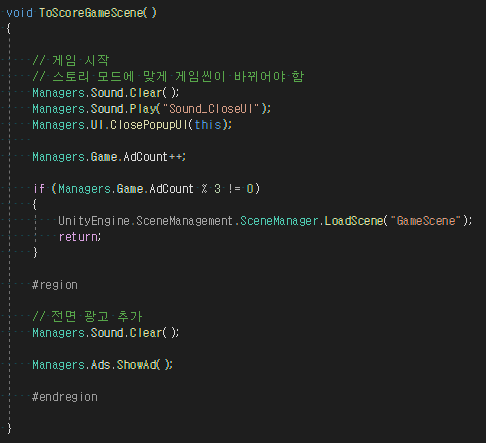 void ToScoreGameScene()
{
// 게임 시작
// 스토리 모드에 맞게 게임씬이 바뀌어야 함
Managers.Sound.Clear();
Managers.Sound.Play("Sound_CloseUI");
Managers.UI.ClosePopupUI(this);
Managers.Game.AdCount++;
if (Managers.Game.AdCount % 3 != 0)
{
UnityEngine.SceneManagement.SceneManager.LoadScene("GameScene");
return;
}
#region
// 전면 광고 추가
Managers.Sound.Clear();
Managers.Ads.ShowAd();
#endregion
}